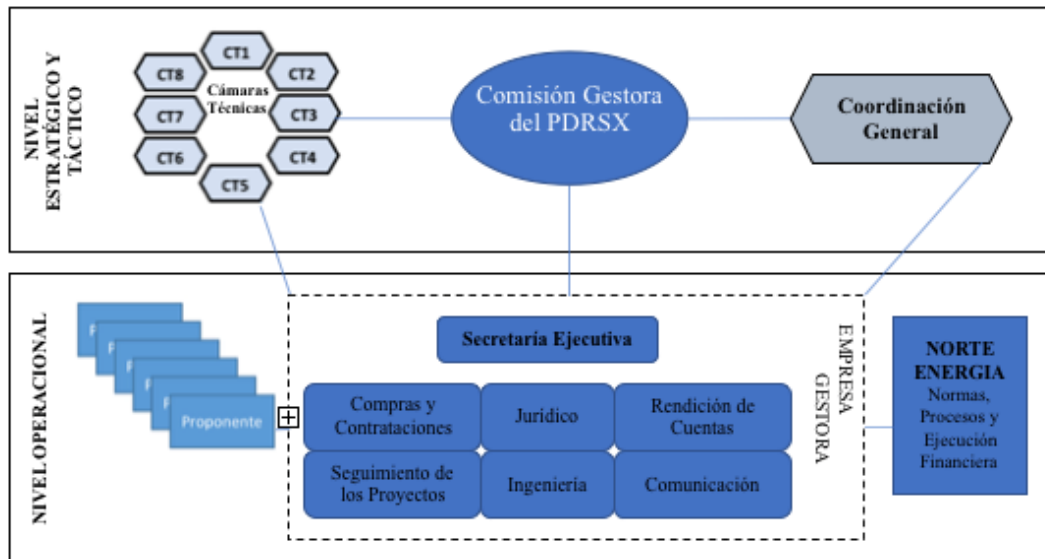 NIVEL
ESTRATÉGICO Y
TÁCTICO
CT1
CT8
CT2
Cámaras
Técnicas
CT7
CT3
CT6
CT4
CT5
Comisión Gestora
del PDRSX
Coordinación
General
NIVEL OPERACIONAL
P
P
P
P
P
Proponente
Secretaría Ejecutiva
Compras y
Contrataciones
Jurídico
Rendición de
Cuentas
Seguimiento de
los Proyectos
Ingeniería
Comunicación
EMPRESA
GESTORA
NORTE
ENERGIA
Normas,
Procesos y
Ejecución
Financiera